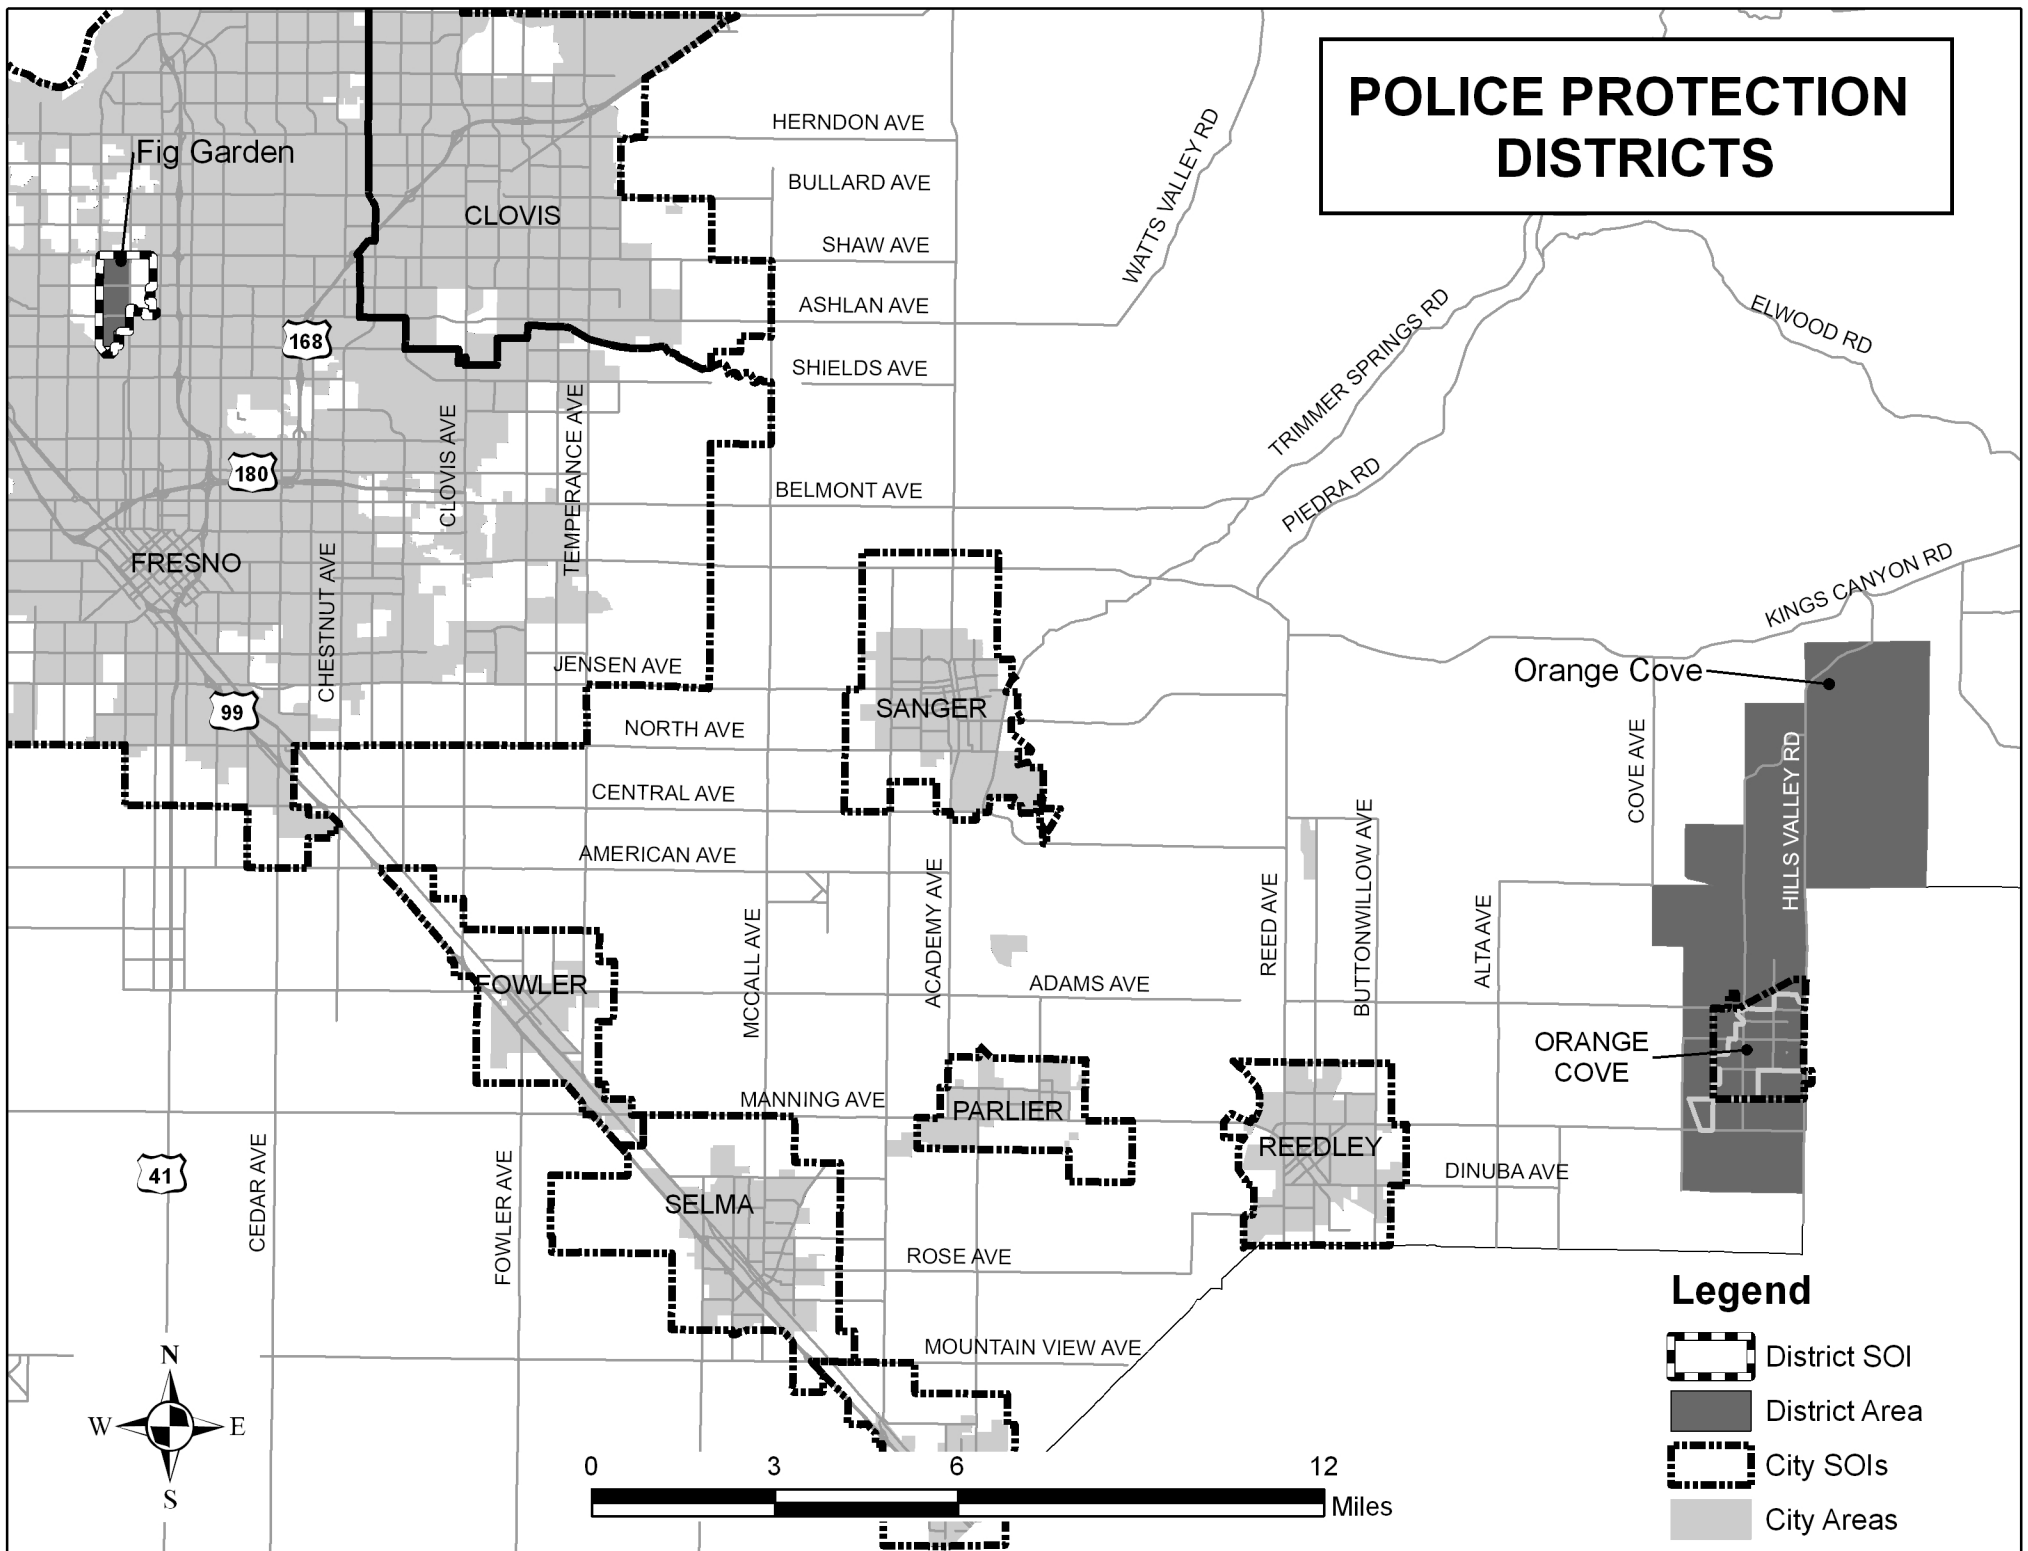 POLICE PROTECTION
DISTRICTS
HERNDON AVE
Fig Garden
BULLARD AVE
WATTS VALLEY RD
CLOVIS
SHAW AVE
ASHLAN AVE
TRIMMER SPRINGS RD
ELWOOD RD
168
SHIELDS AVE
180
CLOVIS AVE
TEMPERANCE AVE
BELMONT AVE
PIEDRA RD
FRESNO
CHESTNUT AVE
KINGS CANYON RD
JENSEN AVE
Orange Cove
99
SANGER
NORTH AVE
COVE AVE
HILLS VALLEY RD
CENTRAL AVE
AMERICAN AVE
ACADEMY AVE
REED AVE
BUTTONWILLOW AVE
ALTA AVE
MCCALL AVE
FOWLER
ADAMS AVE
ORANGE
COVE
MANNING AVE
PARLIER
REEDLEY
DINUBA AVE
41
CEDAR AVE
FOWLER AVE
SELMA
ROSE AVE
MOUNTAIN VIEW AVE
Legend
District SOI
District Area
City SOIs
City Areas
N
W
E
S
0 3 6 12
Miles